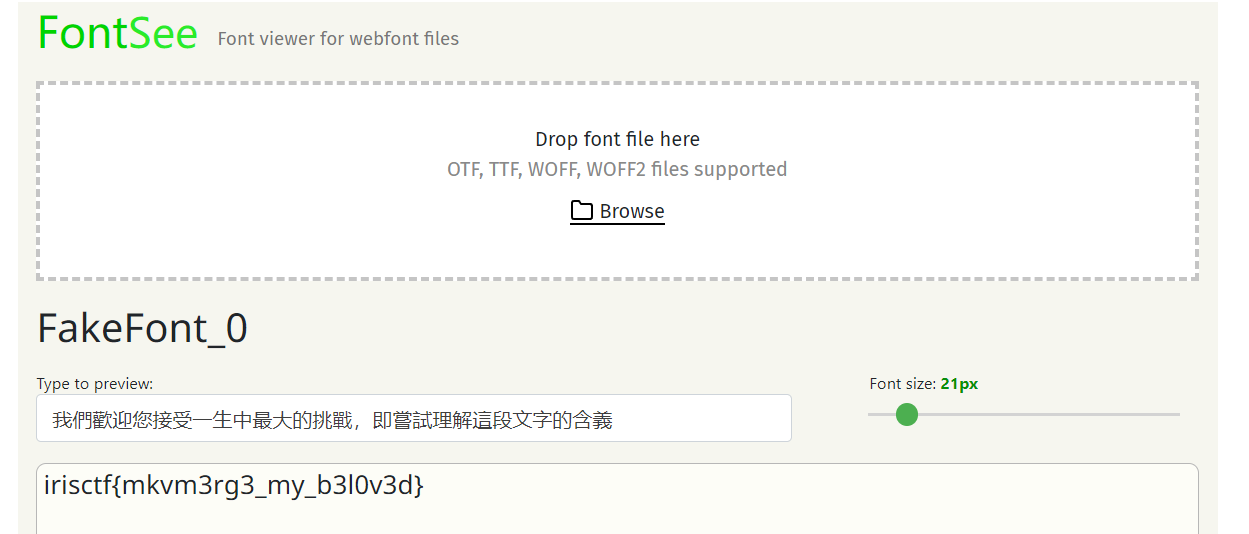 FontSee Font viewer for webfont files
Drop font file here
OTF, TTF, WOFF, WOFF2 files supported
Browse
FakeFont_0
Type to preview:
Font size: 21px
我們歡迎您接受一生中最大的挑戰，即嘗試理解這段文字的含義
irisctf{mkvm3rg3_my_b3l0v3d}